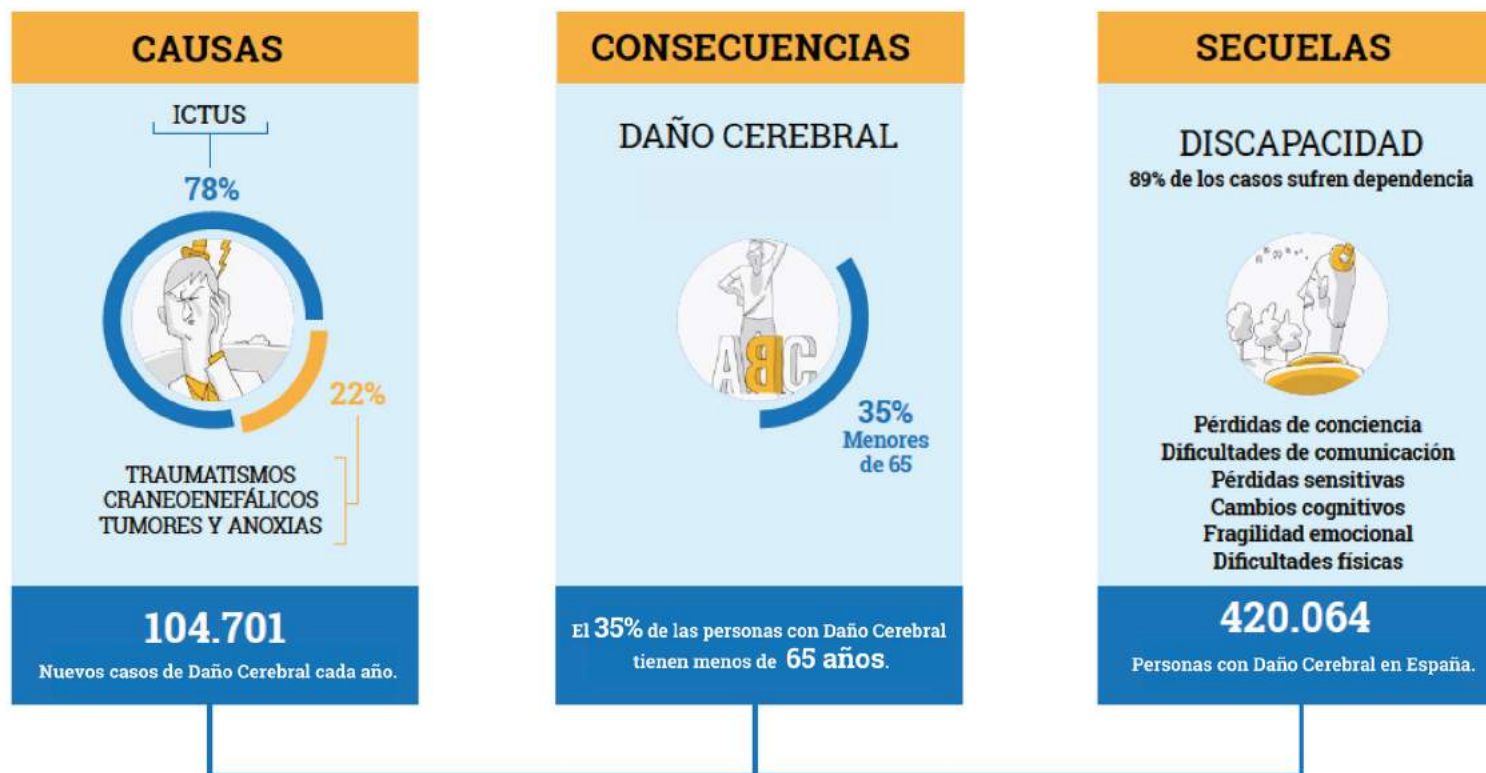 CAUSAS
ICTUS
78%
22%
TRAUMATISMOS
CRANEOENEFÁLICOS
TUMORES Y ANOXIAS
104.701
Nuevos casos de Daño Cerebral cada año.
CONSECUENCIAS
DAÑO CEREBRAL
ABC
35%
Menores
de 65
El 35% de las personas con Daño Cerebral
tienen menos de 65 años.
SECUELAS
DISCAPACIDAD
89% de los casos sufren dependencia
Pérdidas de conciencia
Dificultades de comunicación
Pérdidas sensitivas
Cambios cognitivos
Fragilidad emocional
Dificultades físicas
420.064
Personas con Daño Cerebral en España.